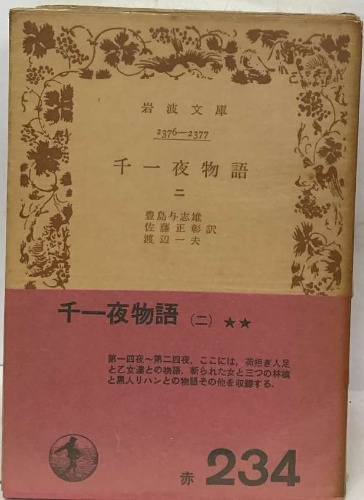 岩波文庫
2376—2377
千一夜物語
二
豊島与志雄
佐藤正彰訳
渡辺一夫
千一夜物語 (二) ★★
第一四夜~第二四夜，ここには，荷担ぎ人足
と乙女達との物語，斬られた女と三つの林檎
と黒人リハンとの物語その他を収録する．
赤 234